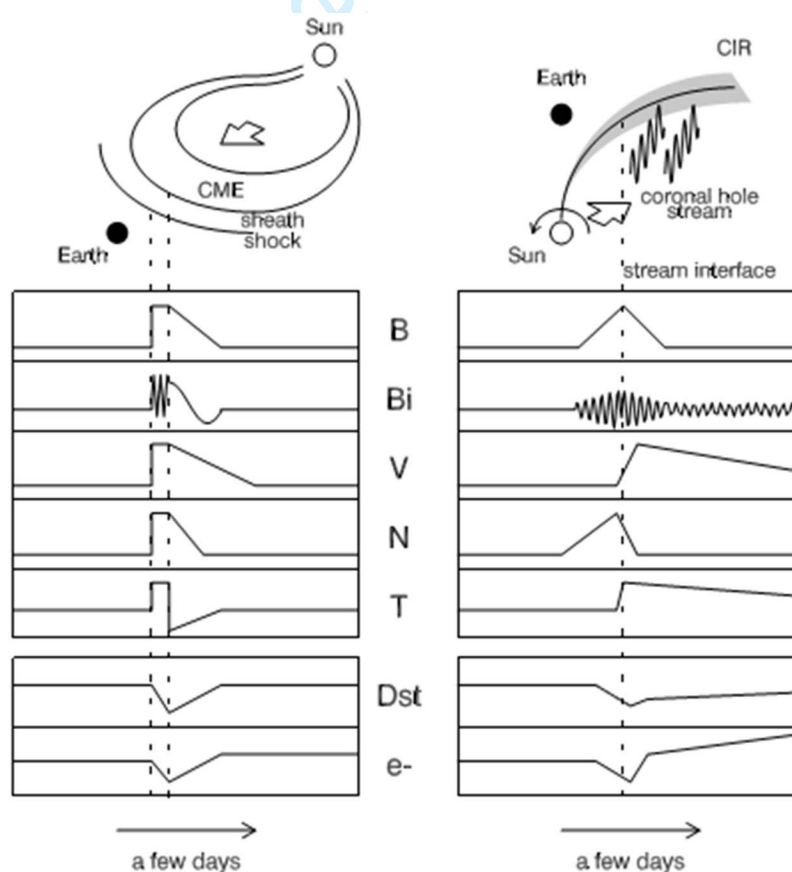 Sun
CIR
Earth
CME
sheath
shock
Earth
coronal hole
stream
Sun
stream interface
B
Bi
V
N
T
Dst
e-
a few days
a few days